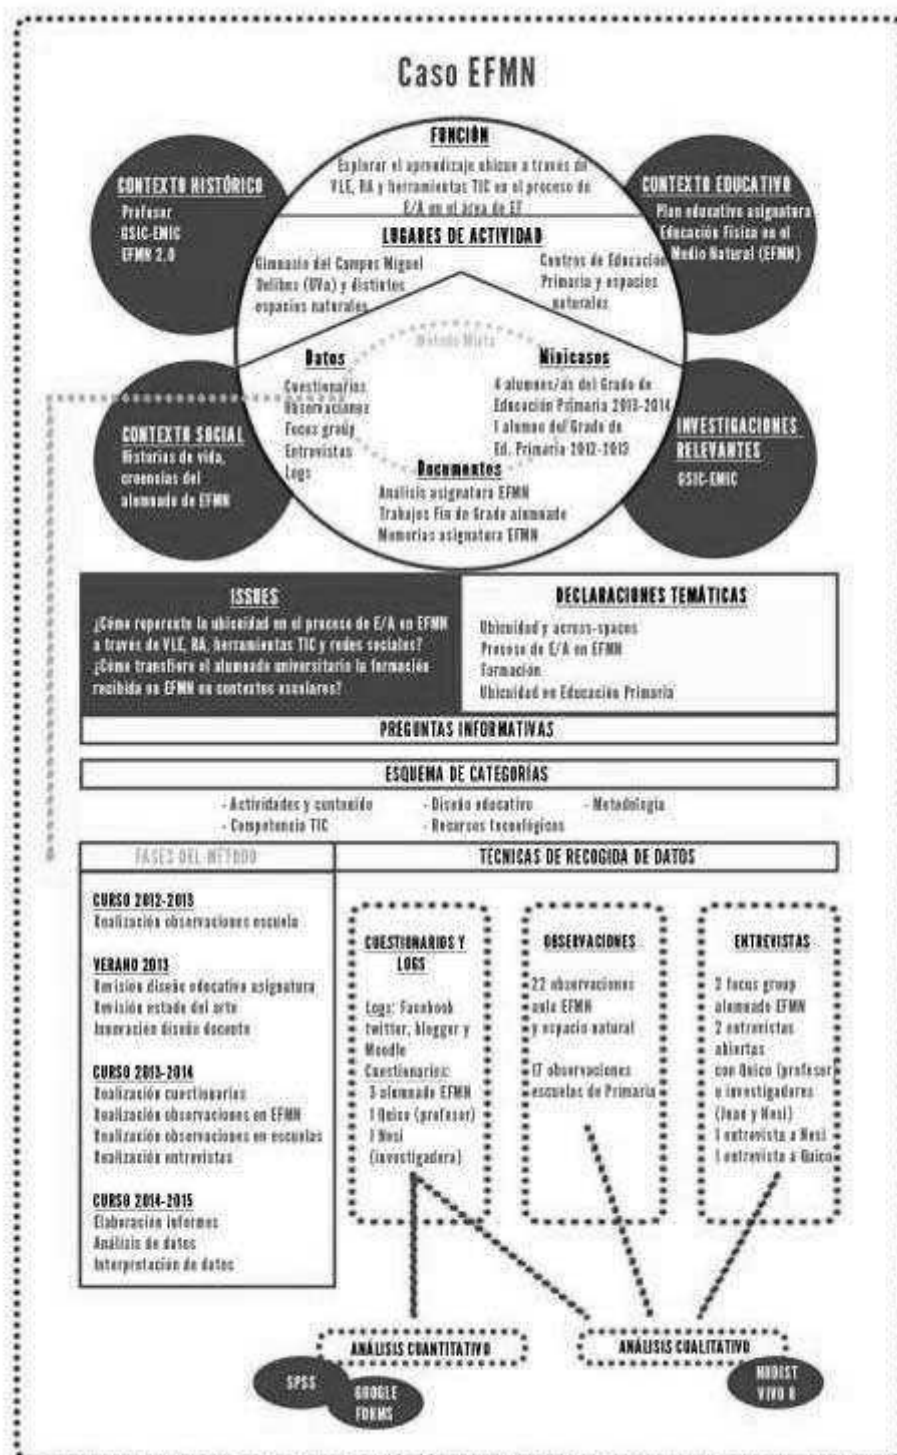 Caso EFMN
FUNCIÓN
Explorar el aprendizaje ubicuo a través de
VLE, RA y herramientas TIC en el proceso de
E/A en el área de EF
CONTEXTO HISTÓRICO
Profesor
GSIC-EMIC
EFMN 2.0
CONTEXTO EDUCATIVO
Plan educativo asignatura
Educación Física en el
Medio Natural (EFMN)
LUGARES DE ACTIVIDAD
Gimnasio del Campus Miguel
Delibes (UVa) y distintos
espacios naturales
Centros de Educación
Primaria y espacios
naturales
Método Mixto
Datos
Cuestionarios
Observaciones
Focus group
Entrevistas
Logs
Minicasos
4 alumnos/as del Grado de
Educación Primaria 2013-2014
1 alumno del Grado de
Ed. Primaria 2012-2013
Documentos
Análisis asignatura EFMN
Trabajos Fin de Grado alumnado
Memorias asignatura EFMN
CONTEXTO SOCIAL
Historias de vida,
creencias del
alumnado de EFMN
INVESTIGACIONES
RELEVANTES
GSIC-EMIC
ISSUES
¿Cómo repercute la ubicuidad en el proceso de E/A en EFMN
a través de VLE, RA, herramientas TIC y redes sociales?
¿Cómo transfiere el alumnado universitario la formación
recibida en EFMN en contextos escolares?
DECLARACIONES TEMÁTICAS
Ubicuidad y across-spaces
Proceso de E/A en EFMN
Formación
Ubicuidad en Educación Primaria
PREGUNTAS INFORMATIVAS
ESQUEMA DE CATEGORÍAS
- Actividades y contenido - Diseño educativo - Metodología
- Competencia TIC - Recursos tecnológicos
FASES DEL MÉTODO
CURSO 2012-2013
Realización observaciones escuela
VERANO 2013
Revisión diseño educativo asignatura
Revisión estado del arte
Innovación diseño docente
CURSO 2013-2014
Realización cuestionarios
Realización observaciones en EFMN
Realización observaciones en escuelas
Realización entrevistas
CURSO 2014-2015
Elaboración informes
Análisis de datos
Interpretación de datos
TÉCNICAS DE RECOGIDA DE DATOS
CUESTIONARIOS Y
LOGS
Logs: Facebook
twitter, blogger y
Moodle
Cuestionarios:
3 alumnado EFMN
1 Quico (profesor)
1 Nesi
(investigadora)
OBSERVACIONES
22 observaciones
aula EFMN
y espacio natural
17 observaciones
escuelas de Primaria
ENTREVISTAS
2 focus group
alumnado EFMN
2 entrevistas
abiertas
con Quico (profesor
e investigadores
(Juan y Nesi)
1 entrevista a Nesi
1 entrevista a Quico
ANÁLISIS CUANTITATIVO
SPSS
GOOGLE
FORMS
ANÁLISIS CUALITATIVO
NUDIST
VIVO 8